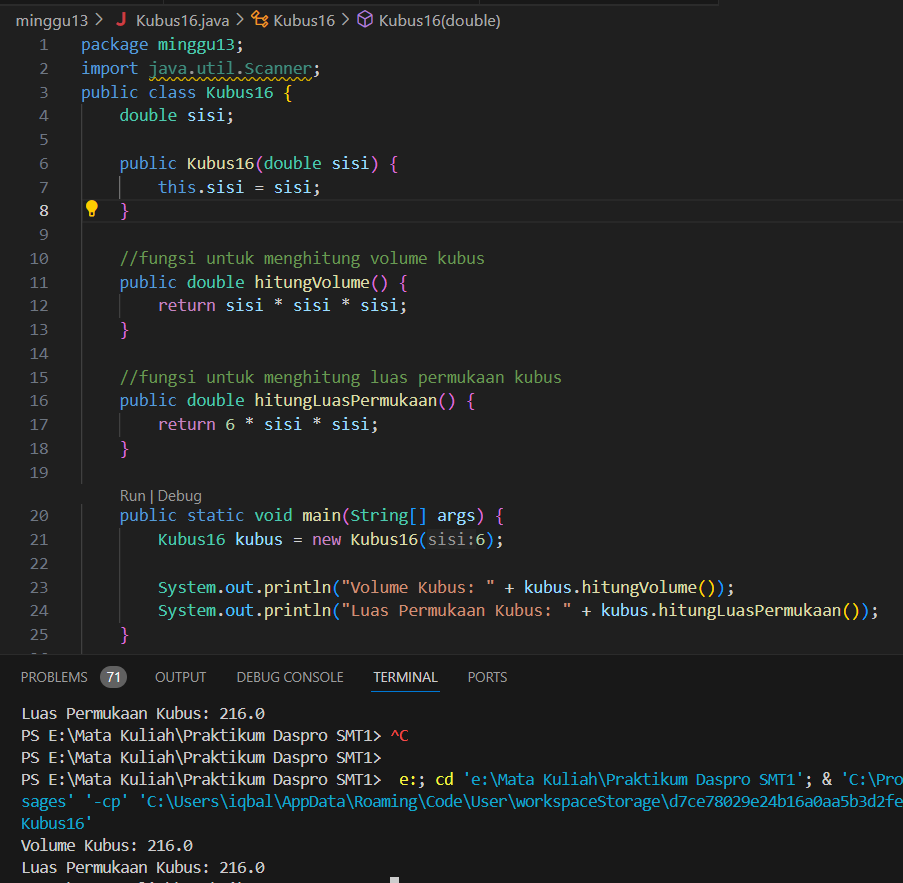 minggu13 > J Kubus16.java > Kubus16 > Kubus16(double)
1 package minggu13;
2 import java.util.Scanner;
3 public class Kubus16 {
4 double sisi;
5
6 public Kubus16(double sisi) {
7 this.sisi = sisi;
8 }
9
10 //fungsi untuk menghitung volume kubus
11 public double hitungVolume() {
12 return sisi * sisi * sisi;
13 }
14
15 //fungsi untuk menghitung luas permukaan kubus
16 public double hitungLuasPermukaan() {
17 return 6 * sisi * sisi;
18 }
19
Run | Debug
20 public static void main(String[] args) {
21 Kubus16 kubus = new Kubus16(sisi:6);
22
23 System.out.println("Volume Kubus: " + kubus.hitungVolume());
24 System.out.println("Luas Permukaan Kubus: " + kubus.hitungLuasPermukaan());
25 }
PROBLEMS 71 OUTPUT DEBUG CONSOLE TERMINAL PORTS
Luas Permukaan Kubus: 216.0
PS E:\Mata Kuliah\Praktikum Daspro SMT1> ^C
PS E:\Mata Kuliah\Praktikum Daspro SMT1>
PS E:\Mata Kuliah\Praktikum Daspro SMT1> e:; cd 'e:\Mata Kuliah\Praktikum Daspro SMT1'; & 'C:\Pro
sages' '-cp' 'C:\Users\iqbal\AppData\Roaming\Code\User\workspaceStorage\d7ce78029e24b16a0aa5b3d2fe
Kubus16'
Volume Kubus: 216.0
Luas Permukaan Kubus: 216.0